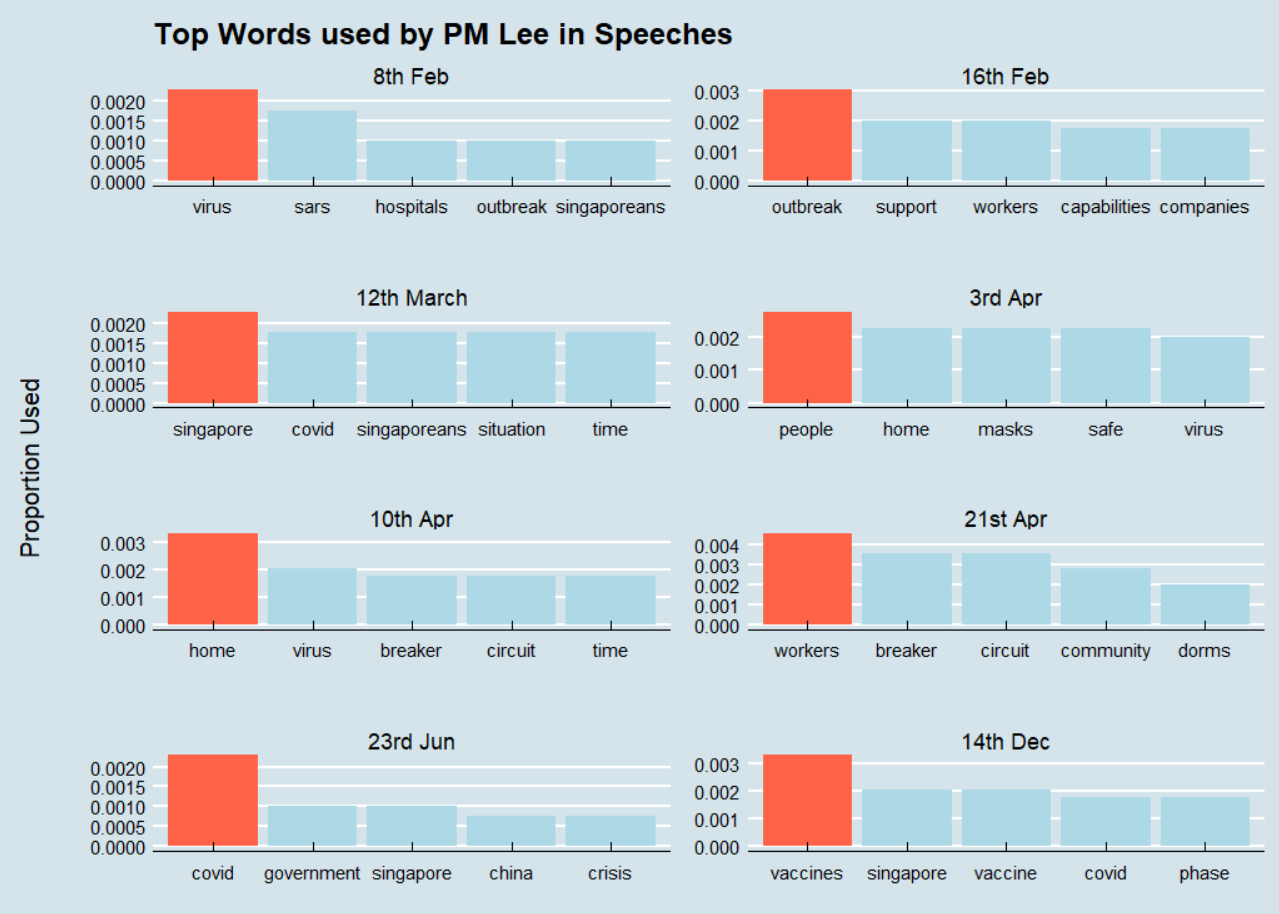 Top Words used by PM Lee in Speeches
Proportion Used
8th Feb
0.0020
0.0015
0.0010
0.0005
0.0000
virus sars hospitals outbreak singaporeans
16th Feb
0.003
0.002
0.001
0.000
outbreak support workers capabilities companies
12th March
0.0020
0.0015
0.0010
0.0005
0.0000
singapore covid singaporeans situation time
3rd Apr
0.002
0.001
0.000
people home masks safe virus
10th Apr
0.003
0.002
0.001
0.000
home virus breaker circuit time
21st Apr
0.004
0.003
0.002
0.001
0.000
workers breaker circuit community dorms
23rd Jun
0.0020
0.0015
0.0010
0.0005
0.0000
covid government singapore china crisis
14th Dec
0.003
0.002
0.001
0.000
vaccines singapore vaccine covid phase